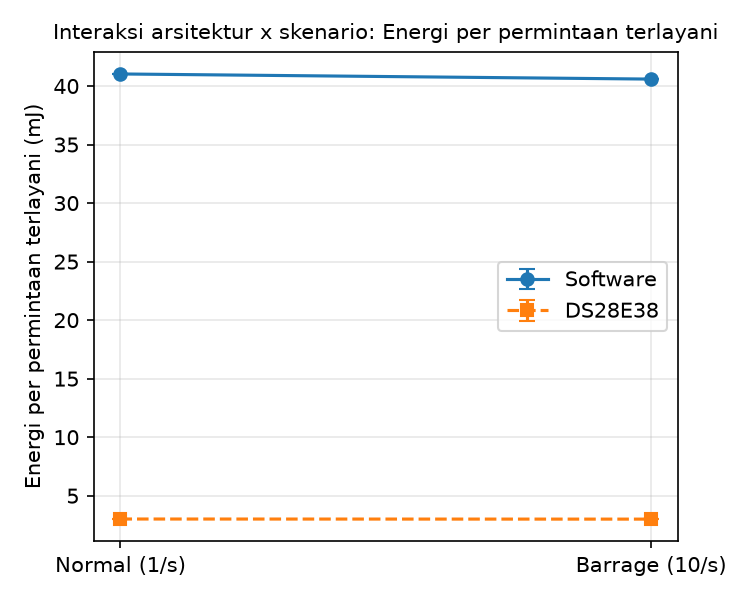 Interaksi arsitektur x skenario: Energi per permintaan terlayani
Energi per permintaan terlayani (mJ)
40
35
30
25
20
15
10
5
Software
DS28E38
Normal (1/s)
Barrage (10/s)